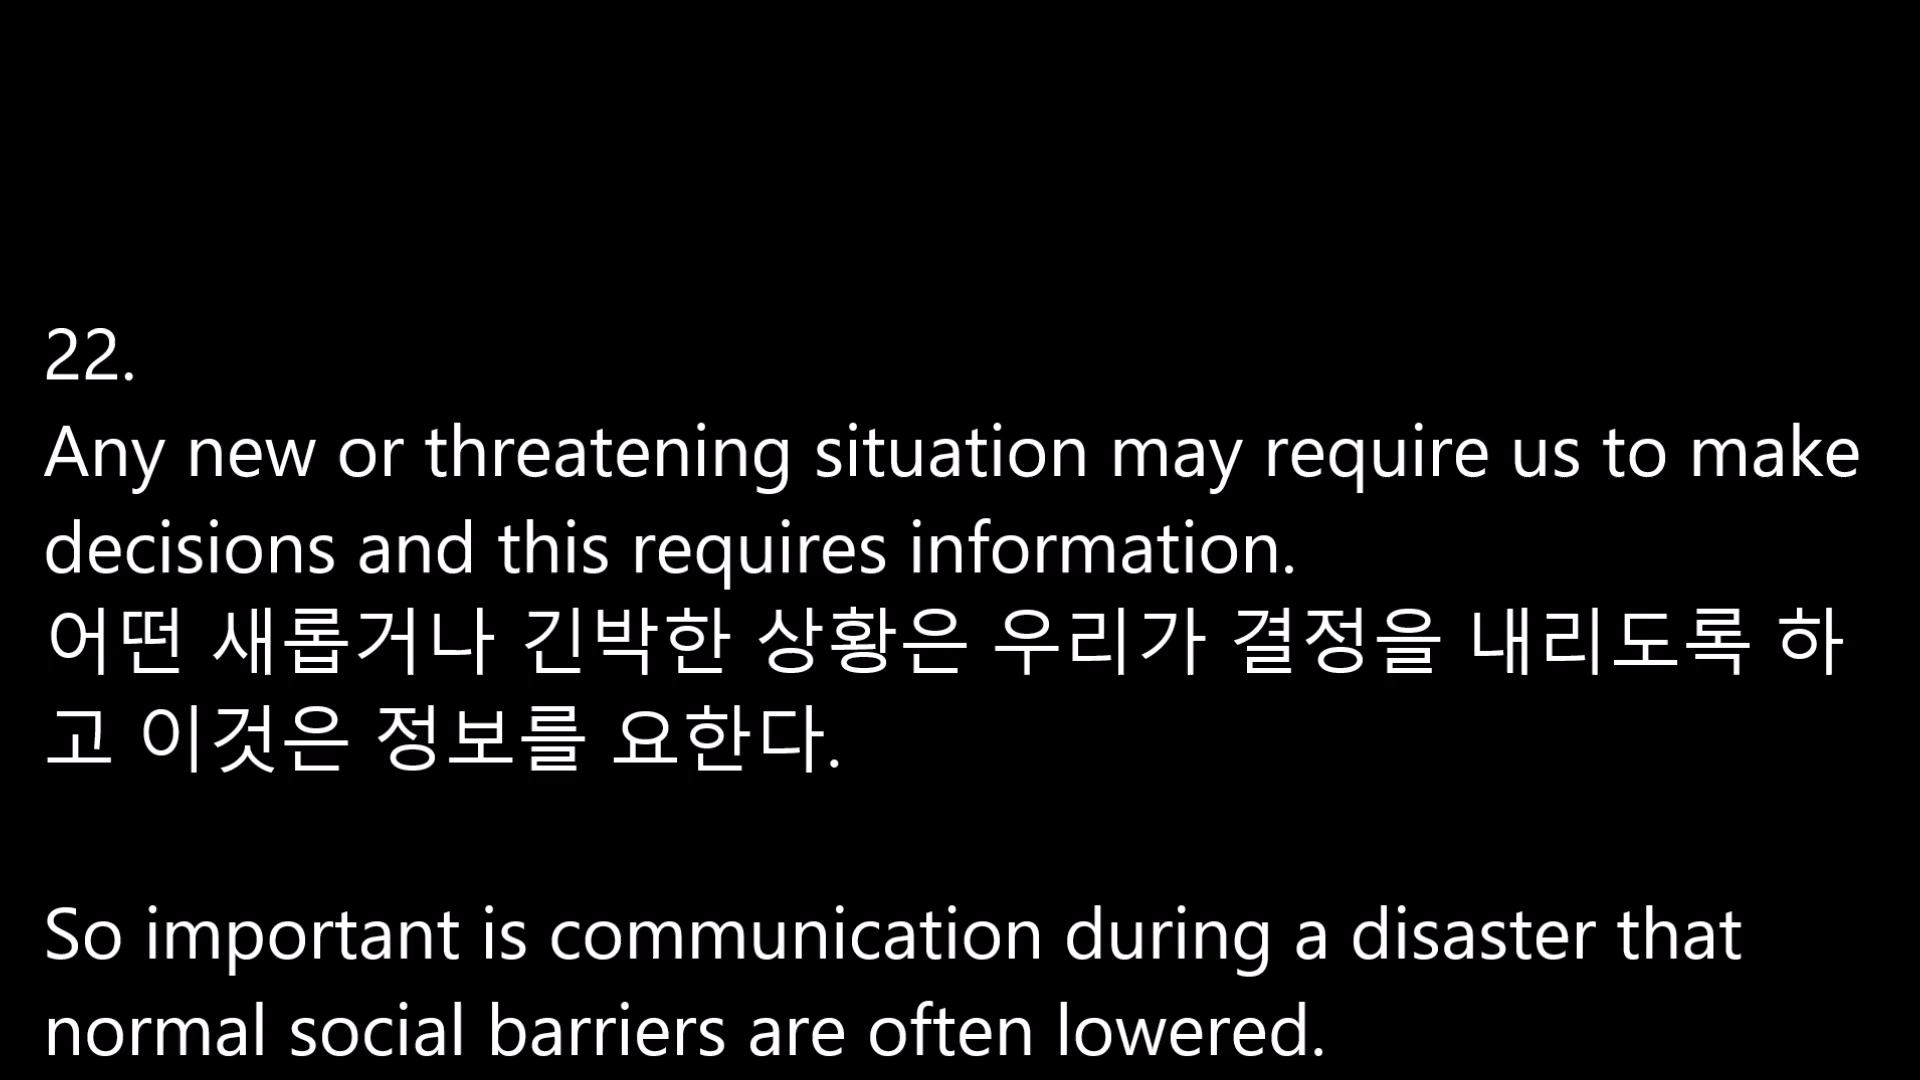 22.
Any new or threatening situation may require us to make
decisions and this requires information.
어떤 새롭거나 긴박한 상황은 우리가 결정을 내리도록 하
고 이것은 정보를 요한다.
So important is communication during a disaster that
normal social barriers are often lowered.